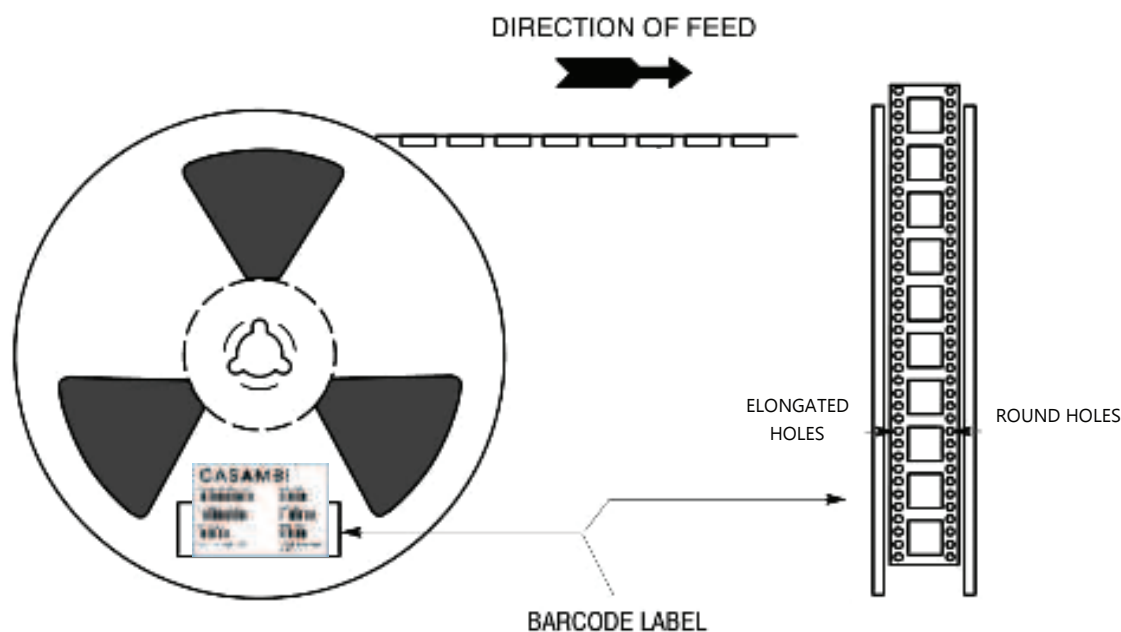 DIRECTION OF FEED
ELONGATED
HOLES
ROUND HOLES
CASAMBI
BARCODE LABEL